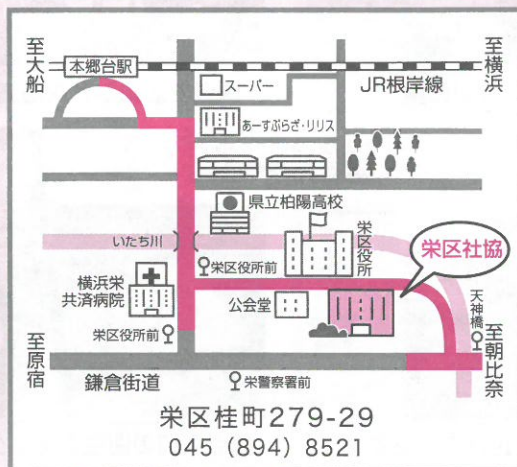 至大船
本郷台駅
スーパー
JR根岸線
至横浜
あーすぷらざ・リリス
県立柏陽高校
いたち川
栄区役所前
栄区役所
栄区社協
横浜栄
共済病院
公会堂
天神橋
栄区役所前
至原宿
鎌倉街道
栄警察署前
至朝比奈
栄区桂町279-29
045（894）8521